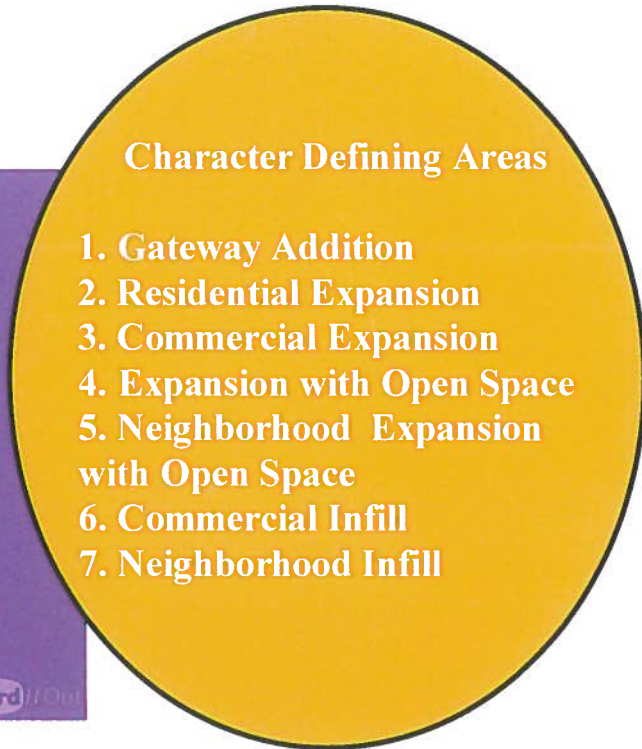 Character Defining Areas
1. Gateway Addition
2. Residential Expansion
3. Commercial Expansion
4. Expansion with Open Space
5. Neighborhood Expansion
with Open Space
6. Commercial Infill
7. Neighborhood Infill
rdItOut